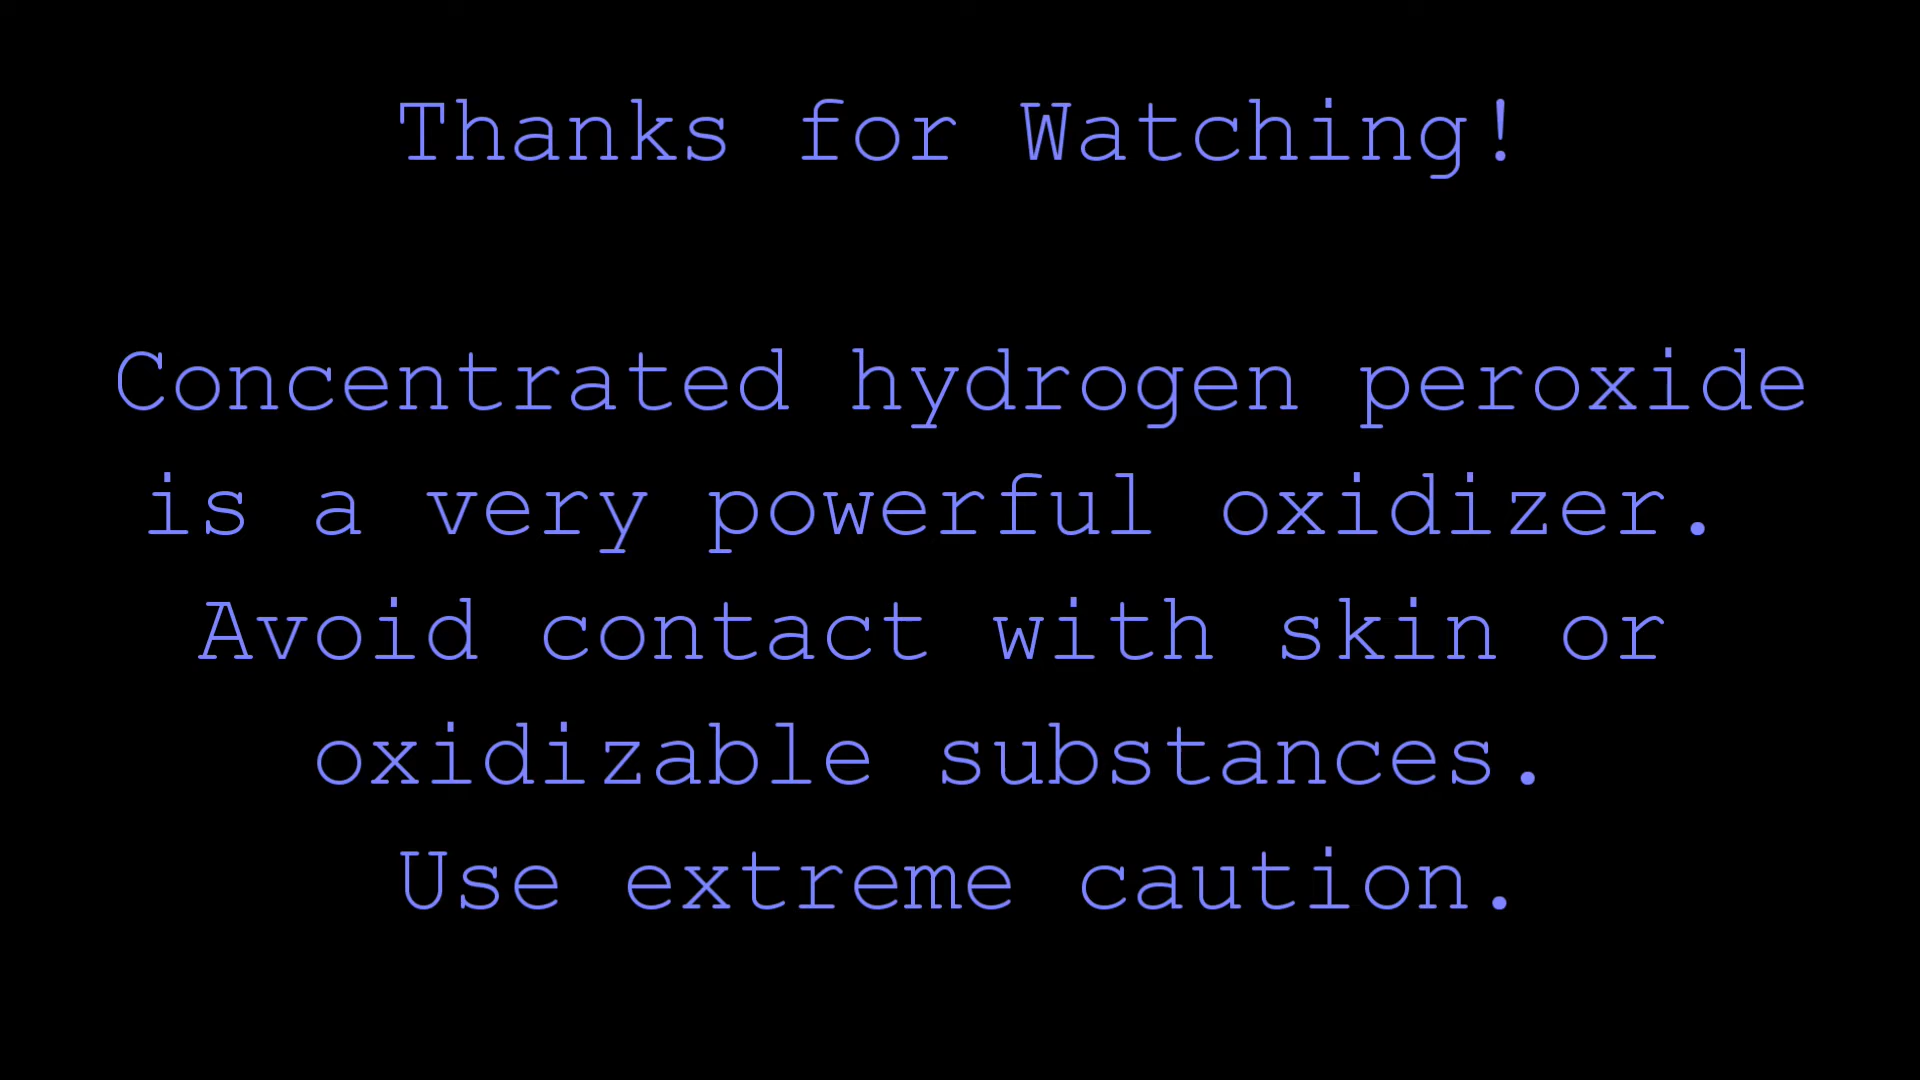 Thanks for Watching!
Concentrated hydrogen peroxide
is a very powerful oxidizer.
Avoid contact with skin or
oxidizable substances.
Use extreme caution.